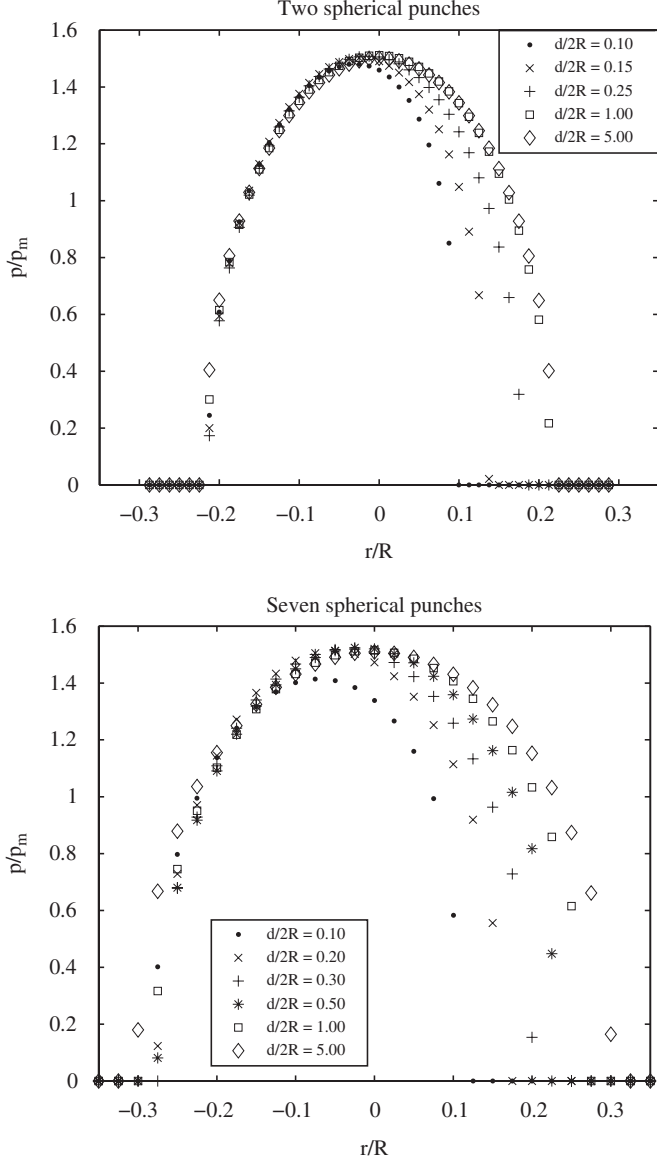 Two spherical punches
1.6
1.4
1.2
1
0.8
0.6
0.4
0.2
0
p/pm
d/2R = 0.10
d/2R = 0.15
d/2R = 0.25
d/2R = 1.00
d/2R = 5.00
−0.3 −0.2 −0.1 0 0.1 0.2 0.3
r/R
Seven spherical punches
1.6
1.4
1.2
1
0.8
0.6
0.4
0.2
0
p/pm
d/2R = 0.10
d/2R = 0.20
d/2R = 0.30
d/2R = 0.50
d/2R = 1.00
d/2R = 5.00
−0.3 −0.2 −0.1 0 0.1 0.2 0.3
r/R